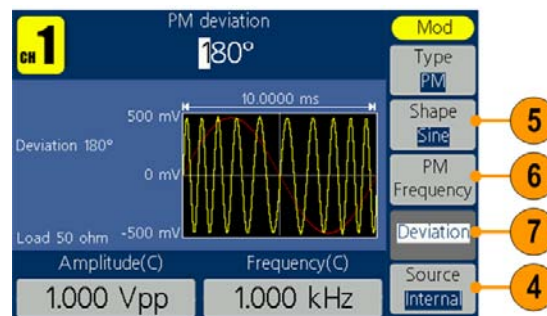 CH 1
PM deviation
180°
Mod
Type
PM
10.0000 ms
500 mV
Shape
Sine
5
Deviation 180°
0 mV
PM
Frequency
6
Deviation
7
Load 50 ohm
-500 mV
Amplitude(C)
Frequency(C)
1.000 Vpp
1.000 kHz
Source
Internal
4